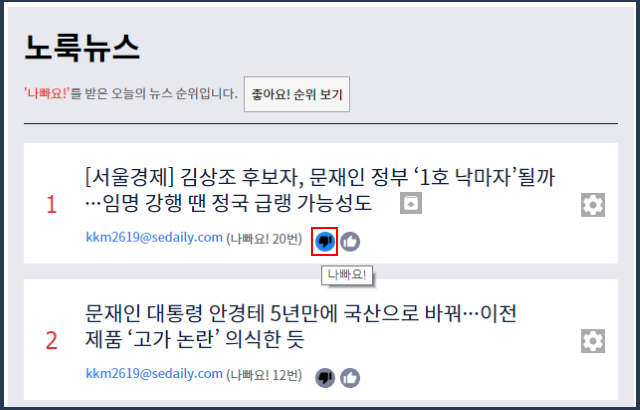 노룩뉴스
'나빠요!'를 받은 오늘의 뉴스 순위입니다. 좋아요! 순위 보기
[서울경제] 김상조 후보자, 문재인 정부 ‘1호 낙마자’될까
1 …임명 강행 땐 정국 급랭 가능성도
kkm2619@sedaily.com (나빠요! 20번)
나빠요!
문재인 대통령 안경테 5년만에 국산으로 바꿔…이전
2 제품 ‘고가 논란’ 의식한 듯
kkm2619@sedaily.com (나빠요! 12번)